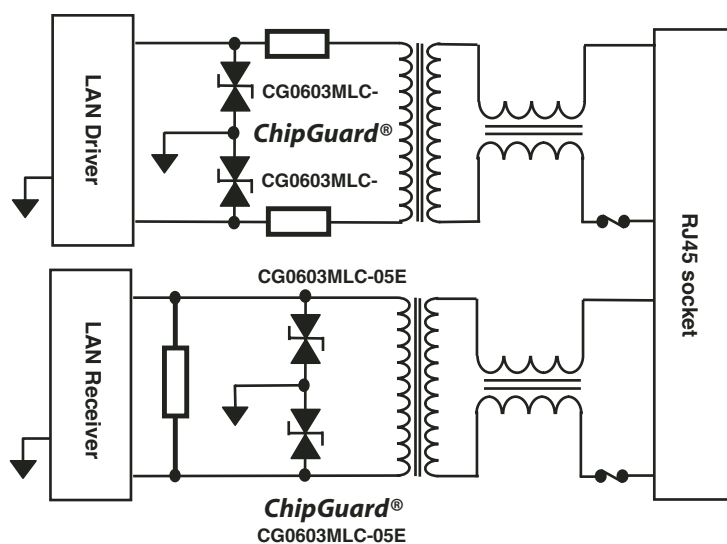 LAN Driver
CG0603MLC-
ChipGuard®
CG0603MLC-
RJ45 socket
CG0603MLC-05E
LAN Receiver
ChipGuard®
CG0603MLC-05E